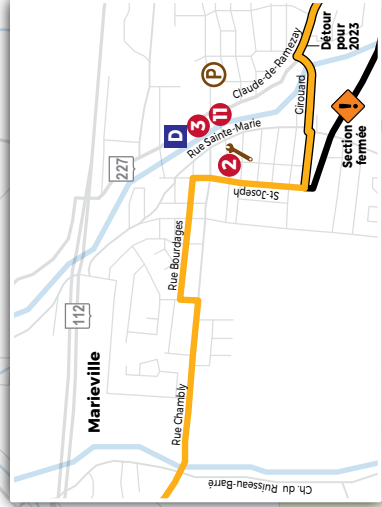 Détour
pour
2023
Claude-de-Ramezay
P
Girouard
!
Section
fermée
D
3
11
Rue Sainte-Marie
2
St-Joseph
227
Rue Bourdages
112
Marieville
Rue Chambly
Ch. du Ruisseau-Barré